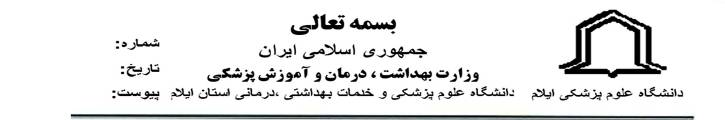 بسمه تعالی
جمهوری اسلامی ایران
وزارت بهداشت ، درمان و آموزش پزشکی
دانشگاه علوم پزشکی و خدمات بهداشتی ،درمانی استان ایلام
دانشگاه علوم پزشکی ایلام
شماره:
تاریخ:
پیوست: